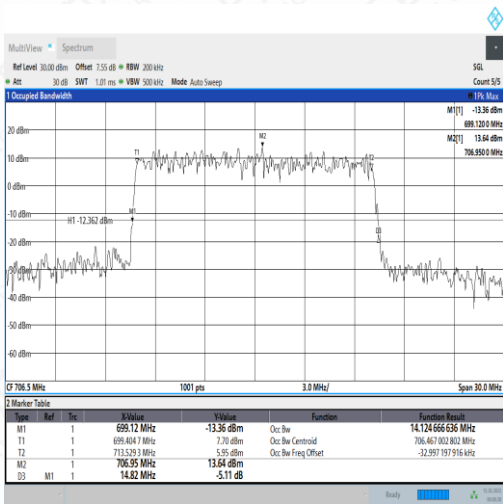 MultiView Spectrum
Ref Level 30.00 dBm Offset 7.55 dB RBW 200 kHz SGL
Att 30 dB SWT 1.01 ms VBW 500 kHz Mode Auto Sweep Count 5/5
1 Occupied Bandwidth 1Pk Max
M1[1] -13.36 dBm
699.120 0 MHz
M2[1] 13.64 dBm
706.950 0 MHz
20 dBm
M2
T1
T2
10 dBm
0 dBm
M1
-10 dBm
H1 -12.362 dBm
D3
-20 dBm
-30 dBm
-40 dBm
-50 dBm
-60 dBm
CF 706.5 MHz 1001 pts 3.0 MHz/ Span 30.0 MHz
2 Marker Table
Type Ref Trc X-Value Y-Value Function Function Result
M1 1 699.12 MHz -13.36 dBm Occ Bw 14.124 666 636 MHz
T1 1 699.404 7 MHz 7.70 dBm Occ Bw Centroid 706.467 002 802 MHz
T2 1 713.529 3 MHz 5.95 dBm Occ Bw Freq Offset -32.997 197 916 kHz
M2 1 706.95 MHz 13.64 dBm
D3 M1 1 14.82 MHz -5.11 dB
Ready